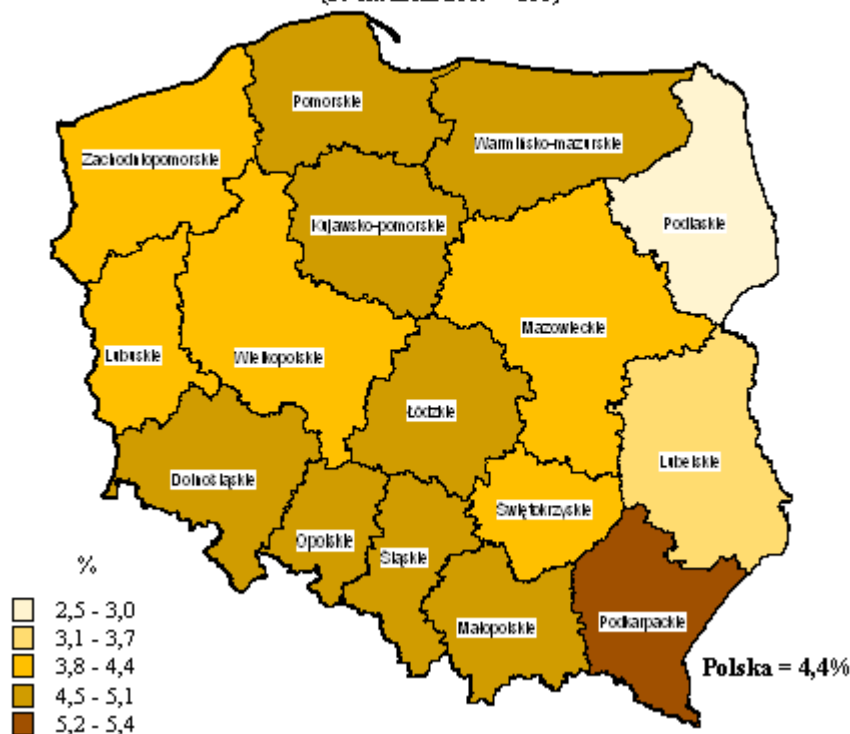 Pomorskie
Warmińsko-mazurskie
Zachodniopomorskie
Kujawsko-pomorskie
Podlaskie
Mazowieckie
Lubuskie
Wielkopolskie
Łódzkie
Lubelskie
Dolnośląskie
Świętokrzyskie
Opolskie
Śląskie
Podkarpackie
Małopolskie
%
2,5 - 3,0
3,1 - 3,7
3,8 - 4,4
4,5 - 5,1
5,2 - 5,4
Polska = 4,4%